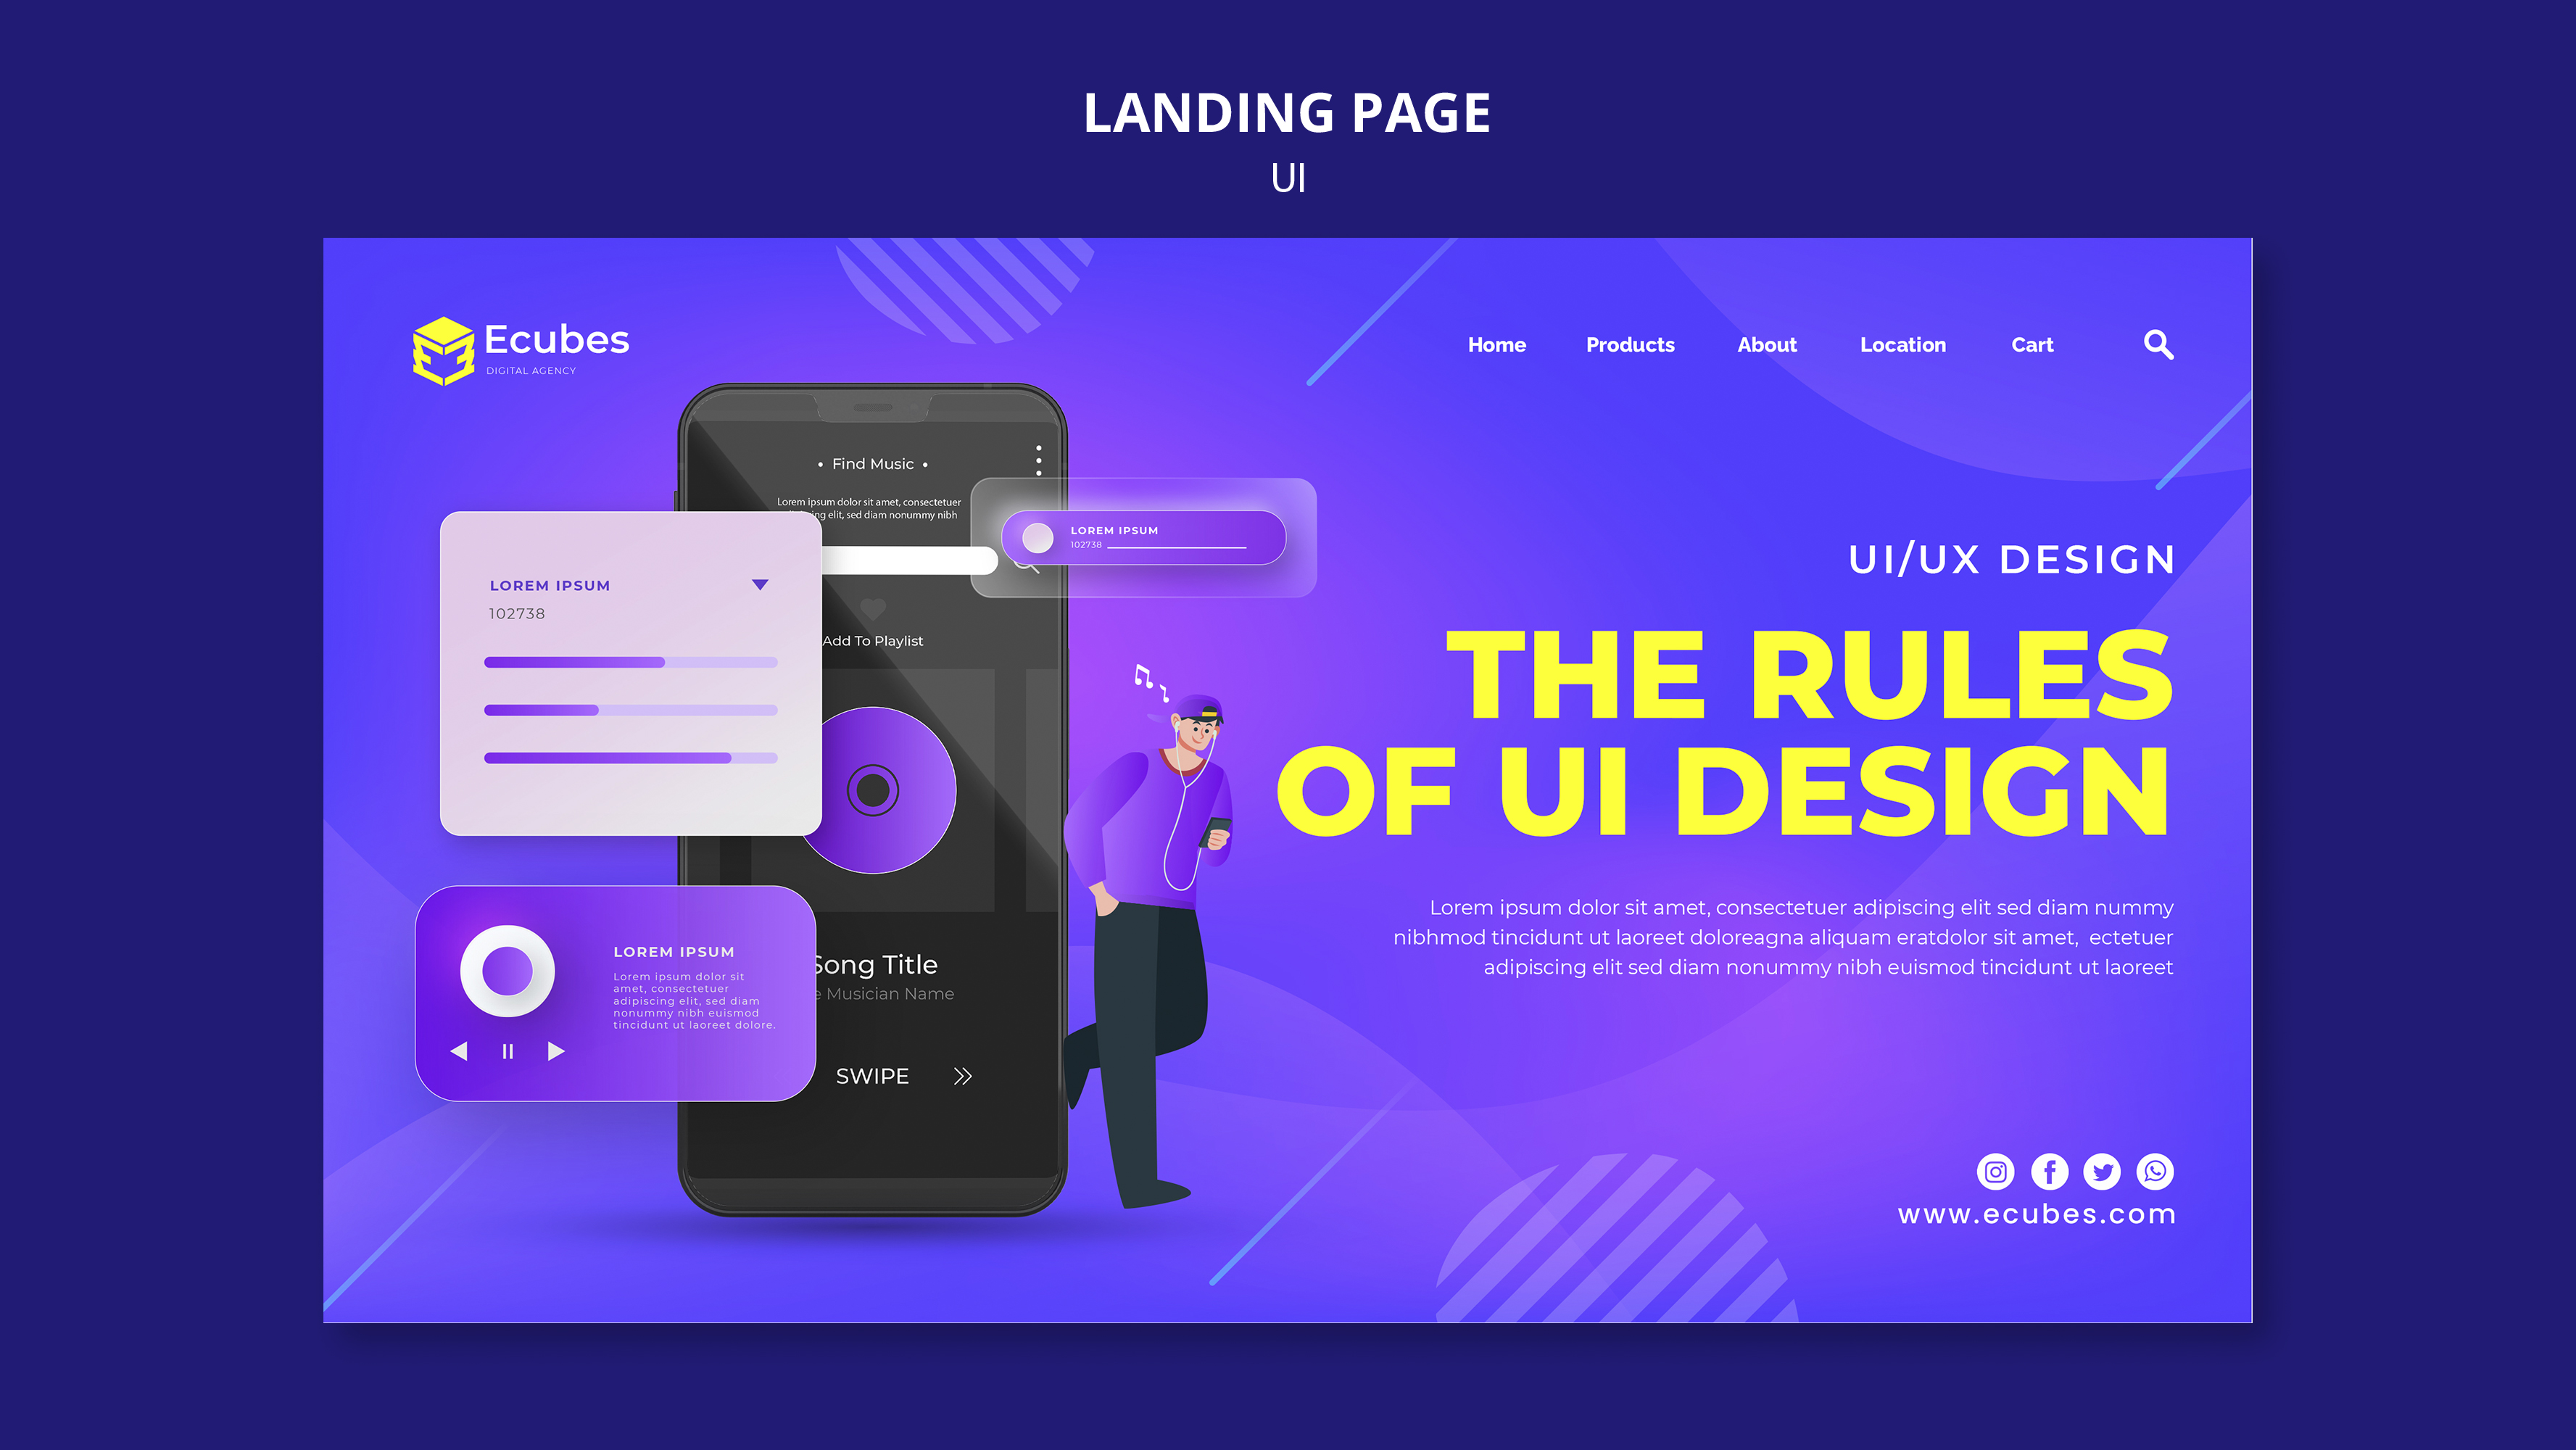 LANDING PAGE
UI
Ecubes
DIGITAL AGENCY
Home Products About Location Cart
• Find Music •
Lorem ipsum dolor sit amet, consectetuer
elit, sed diam nonummy nibh
LOREM IPSUM
102738
LOREM IPSUM
102738
Add To Playlist
Song Title
Musician Name
SWIPE
LOREM IPSUM
Lorem ipsum dolor sit
amet, consectetuer
adipiscing elit, sed diam
nonummy nibh euismod
tincidunt ut laoreet dolore.
UI/UX DESIGN
THE RULES
OF UI DESIGN
Lorem ipsum dolor sit amet, consectetuer adipiscing elit sed diam nummy
nibhmod tincidunt ut laoreet doloreagna aliquam eratdolor sit amet, ectetuer
adipiscing elit sed diam nonummy nibh euismod tincidunt ut laoreet
www.ecubes.com